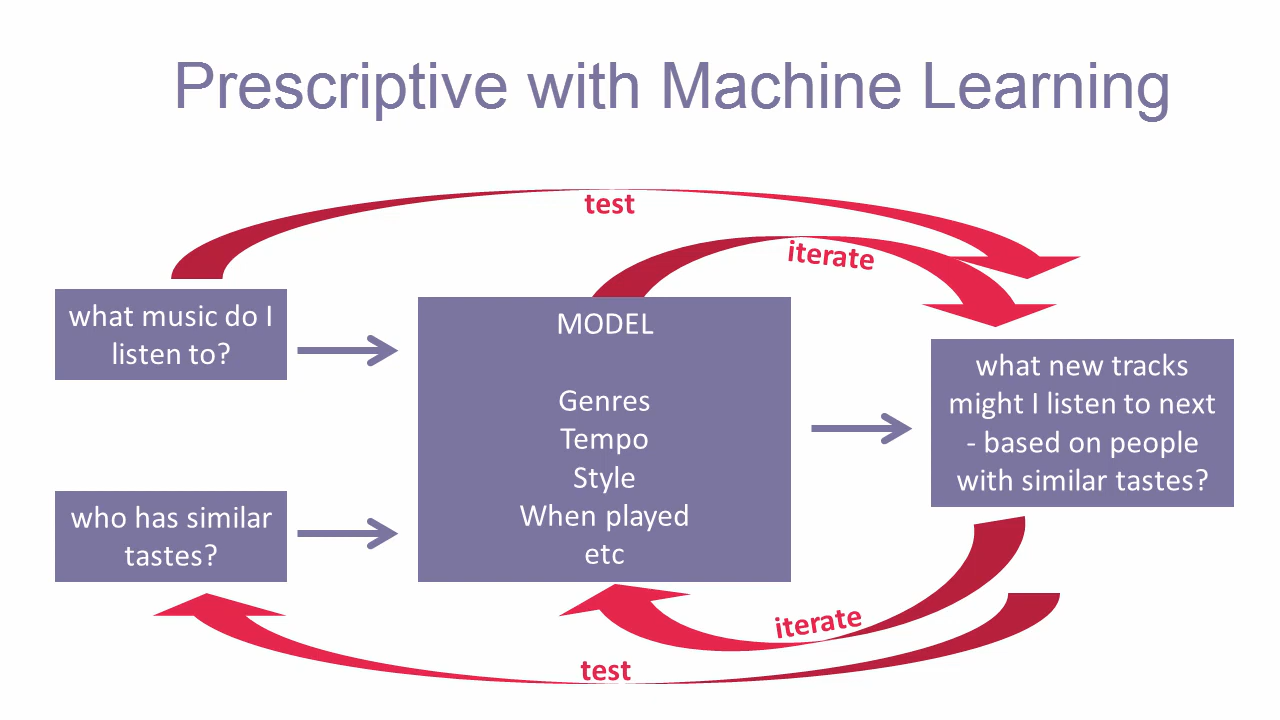 Prescriptive with Machine Learning
test
iterate
what music do I
listen to?
MODEL
Genres
Tempo
Style
When played
etc
what new tracks
might I listen to next
- based on people
with similar tastes?
who has similar
tastes?
iterate
test